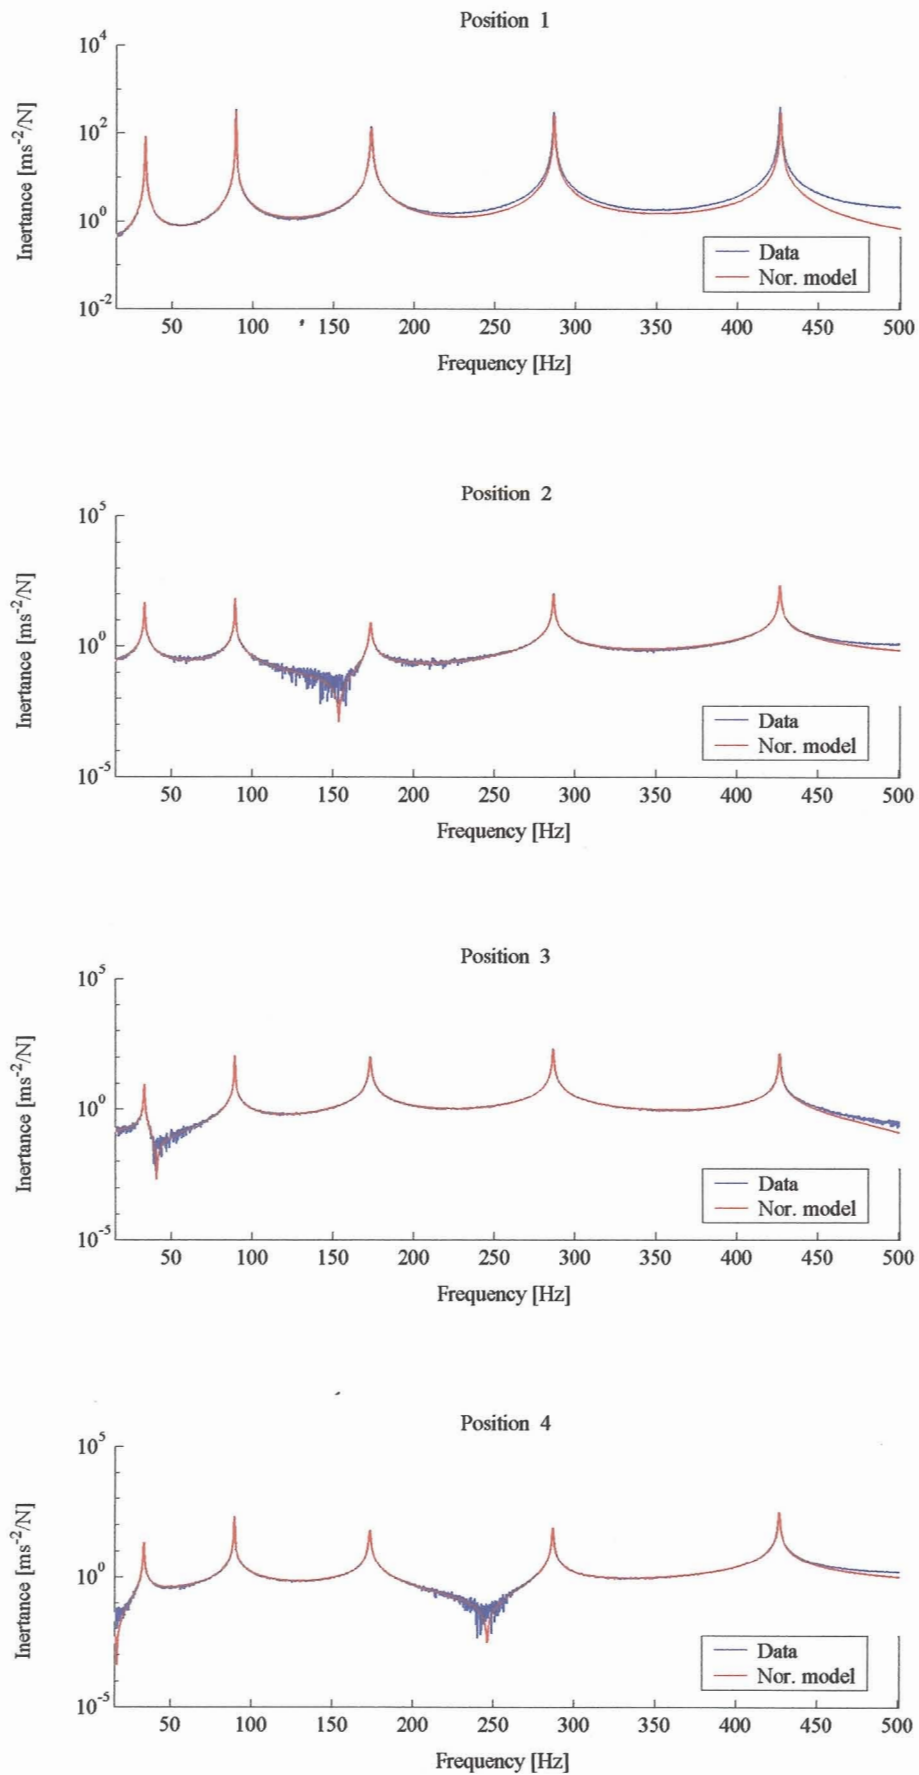 Position 1
10^4
10^2
10^0
10^-2
Inertance [ms^-2/N]
Data
Nor. model
50 100 150 200 250 300 350 400 450 500
Frequency [Hz]
Position 2
10^5
10^0
10^-5
Inertance [ms^-2/N]
Data
Nor. model
50 100 150 200 250 300 350 400 450 500
Frequency [Hz]
Position 3
10^5
10^0
10^-5
Inertance [ms^-2/N]
Data
Nor. model
50 100 150 200 250 300 350 400 450 500
Frequency [Hz]
Position 4
10^5
10^0
10^-5
Inertance [ms^-2/N]
Data
Nor. model
50 100 150 200 250 300 350 400 450 500
Frequency [Hz]